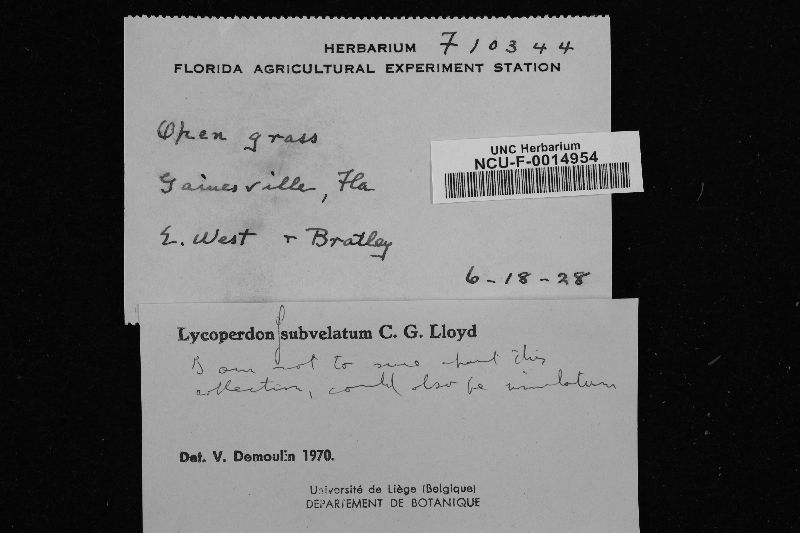 HERBARIUM 710344
FLORIDA AGRICULTURAL EXPERIMENT STATION
Open grass
UNC Herbarium
NCU-F-0014954
Gainesville, Fla
E. West & Bratley
6-18-28
Lycoperdon subvelatum C. G. Lloyd
I am not to sure about this
collection, could also be
Det. V. Demoulin 1970.
Université de Liège (Belgique)
DÉPARTEMENT DE BOTANIQUE